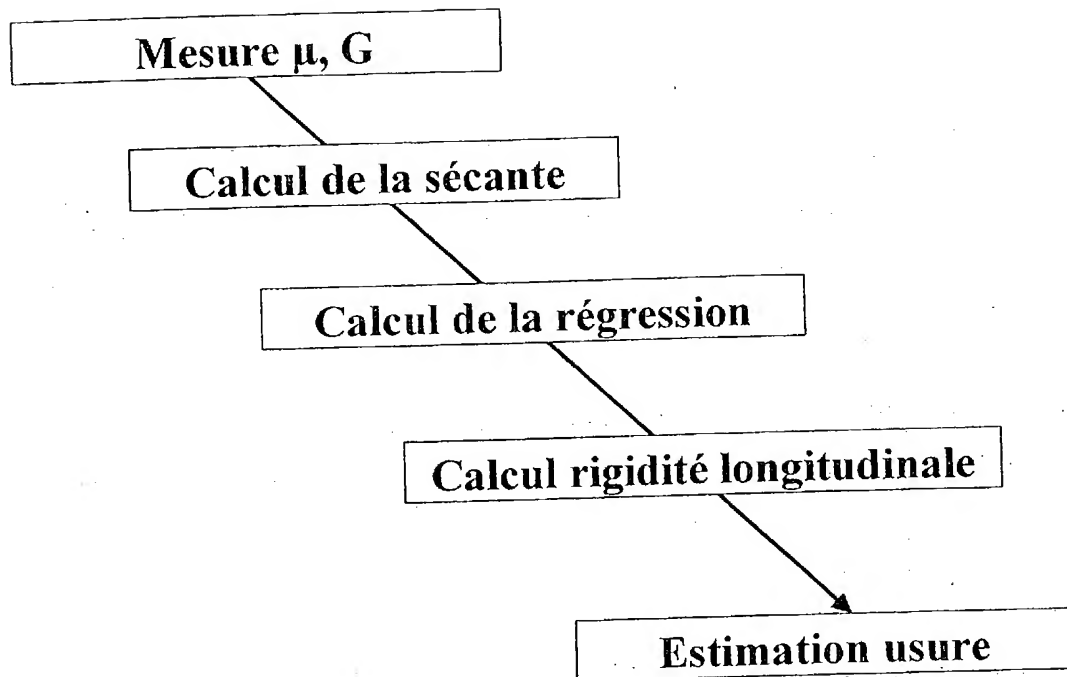 Mesure μ, G
Calcul de la sécante
Calcul de la régression
Calcul rigidité longitudinale
Estimation usure